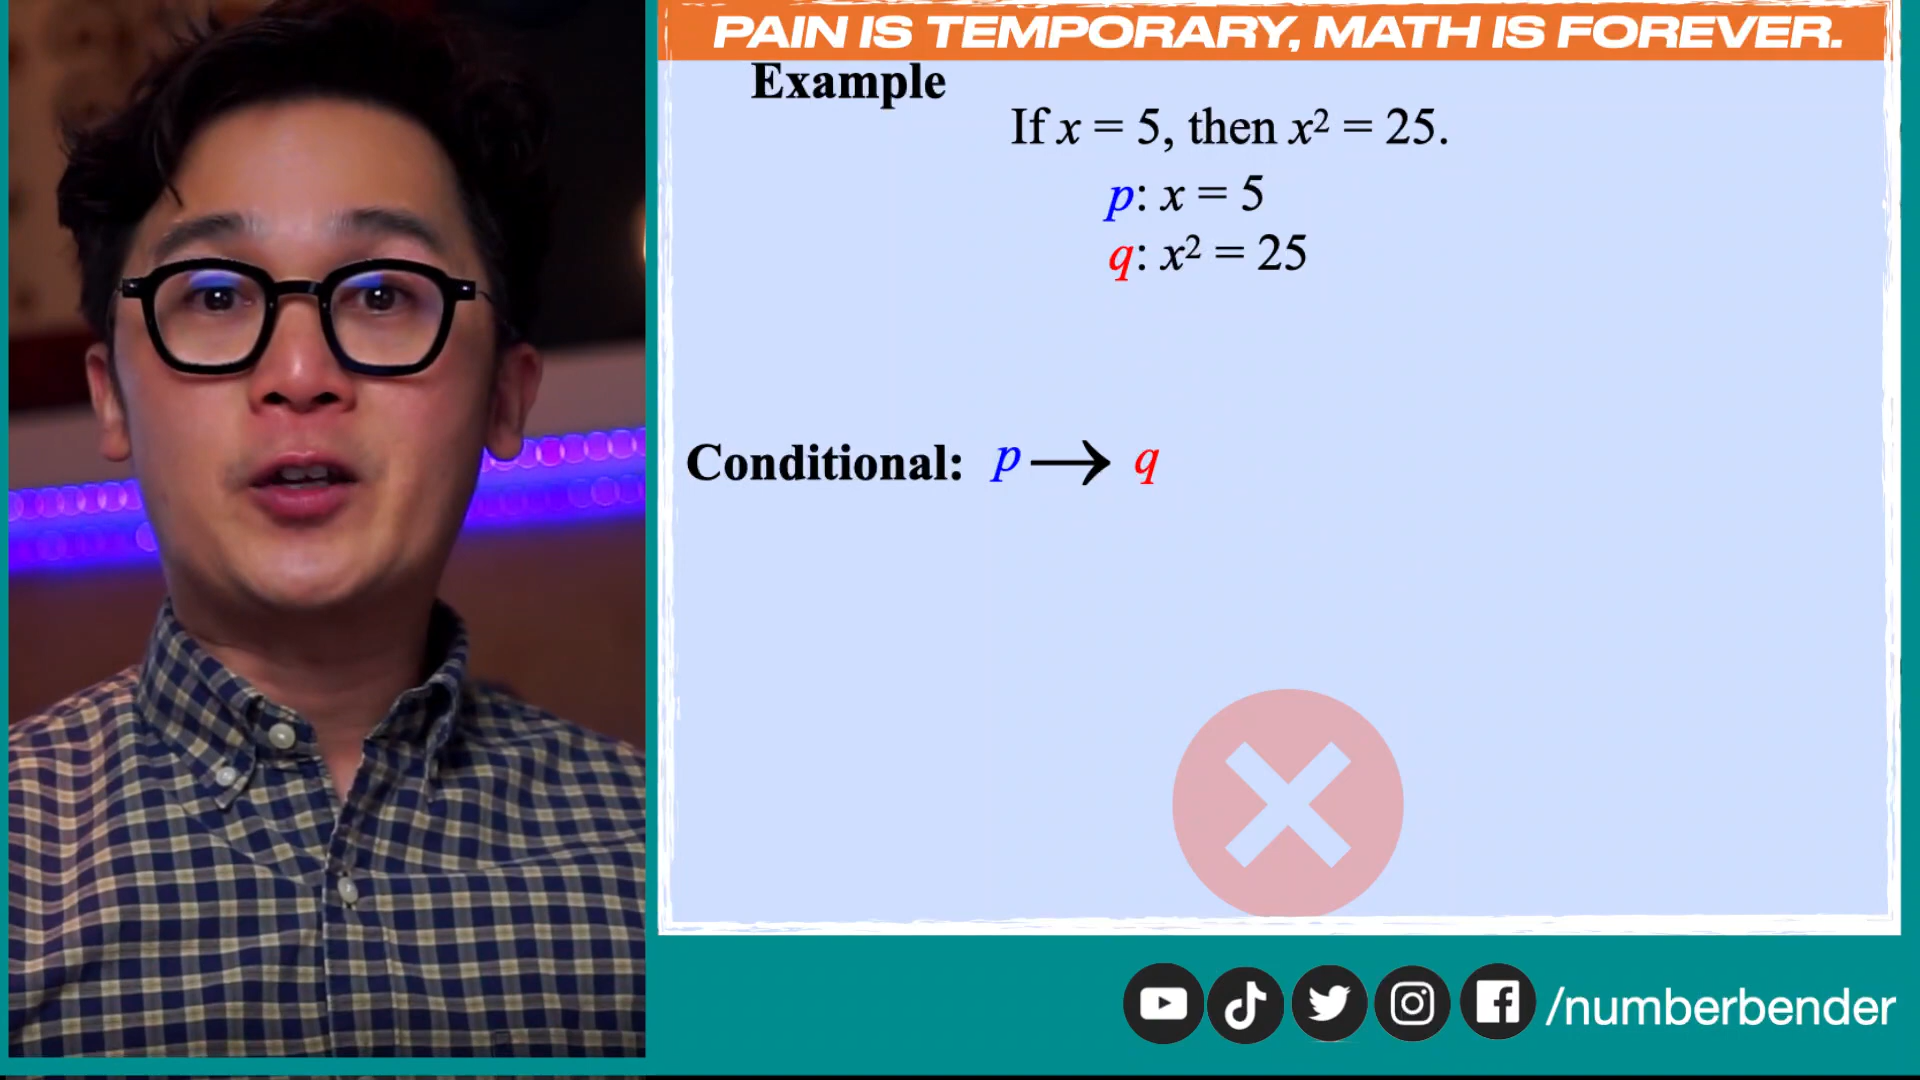 PAIN IS TEMPORARY, MATH IS FOREVER.
Example
If x = 5, then x² = 25.
p: x = 5
q: x² = 25
Conditional: p → q
/numberbender